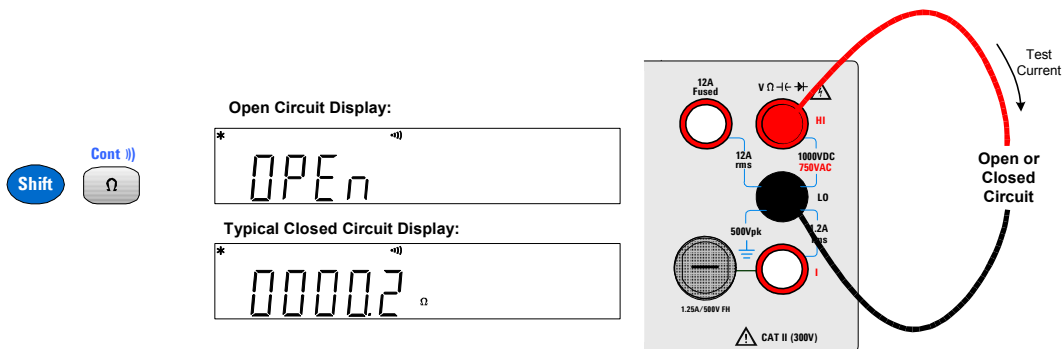 Cont
Shift
Ω
Open Circuit Display:
*
OPEn
Typical Closed Circuit Display:
*
0000.2 Ω
Test
Current
12A
Fused
V Ω
HI
12A
rms
1000VDC
750VAC
LO
500Vpk
1.2A
rms
I
1.25A/500V FH
CAT II (300V)
Open or
Closed
Circuit